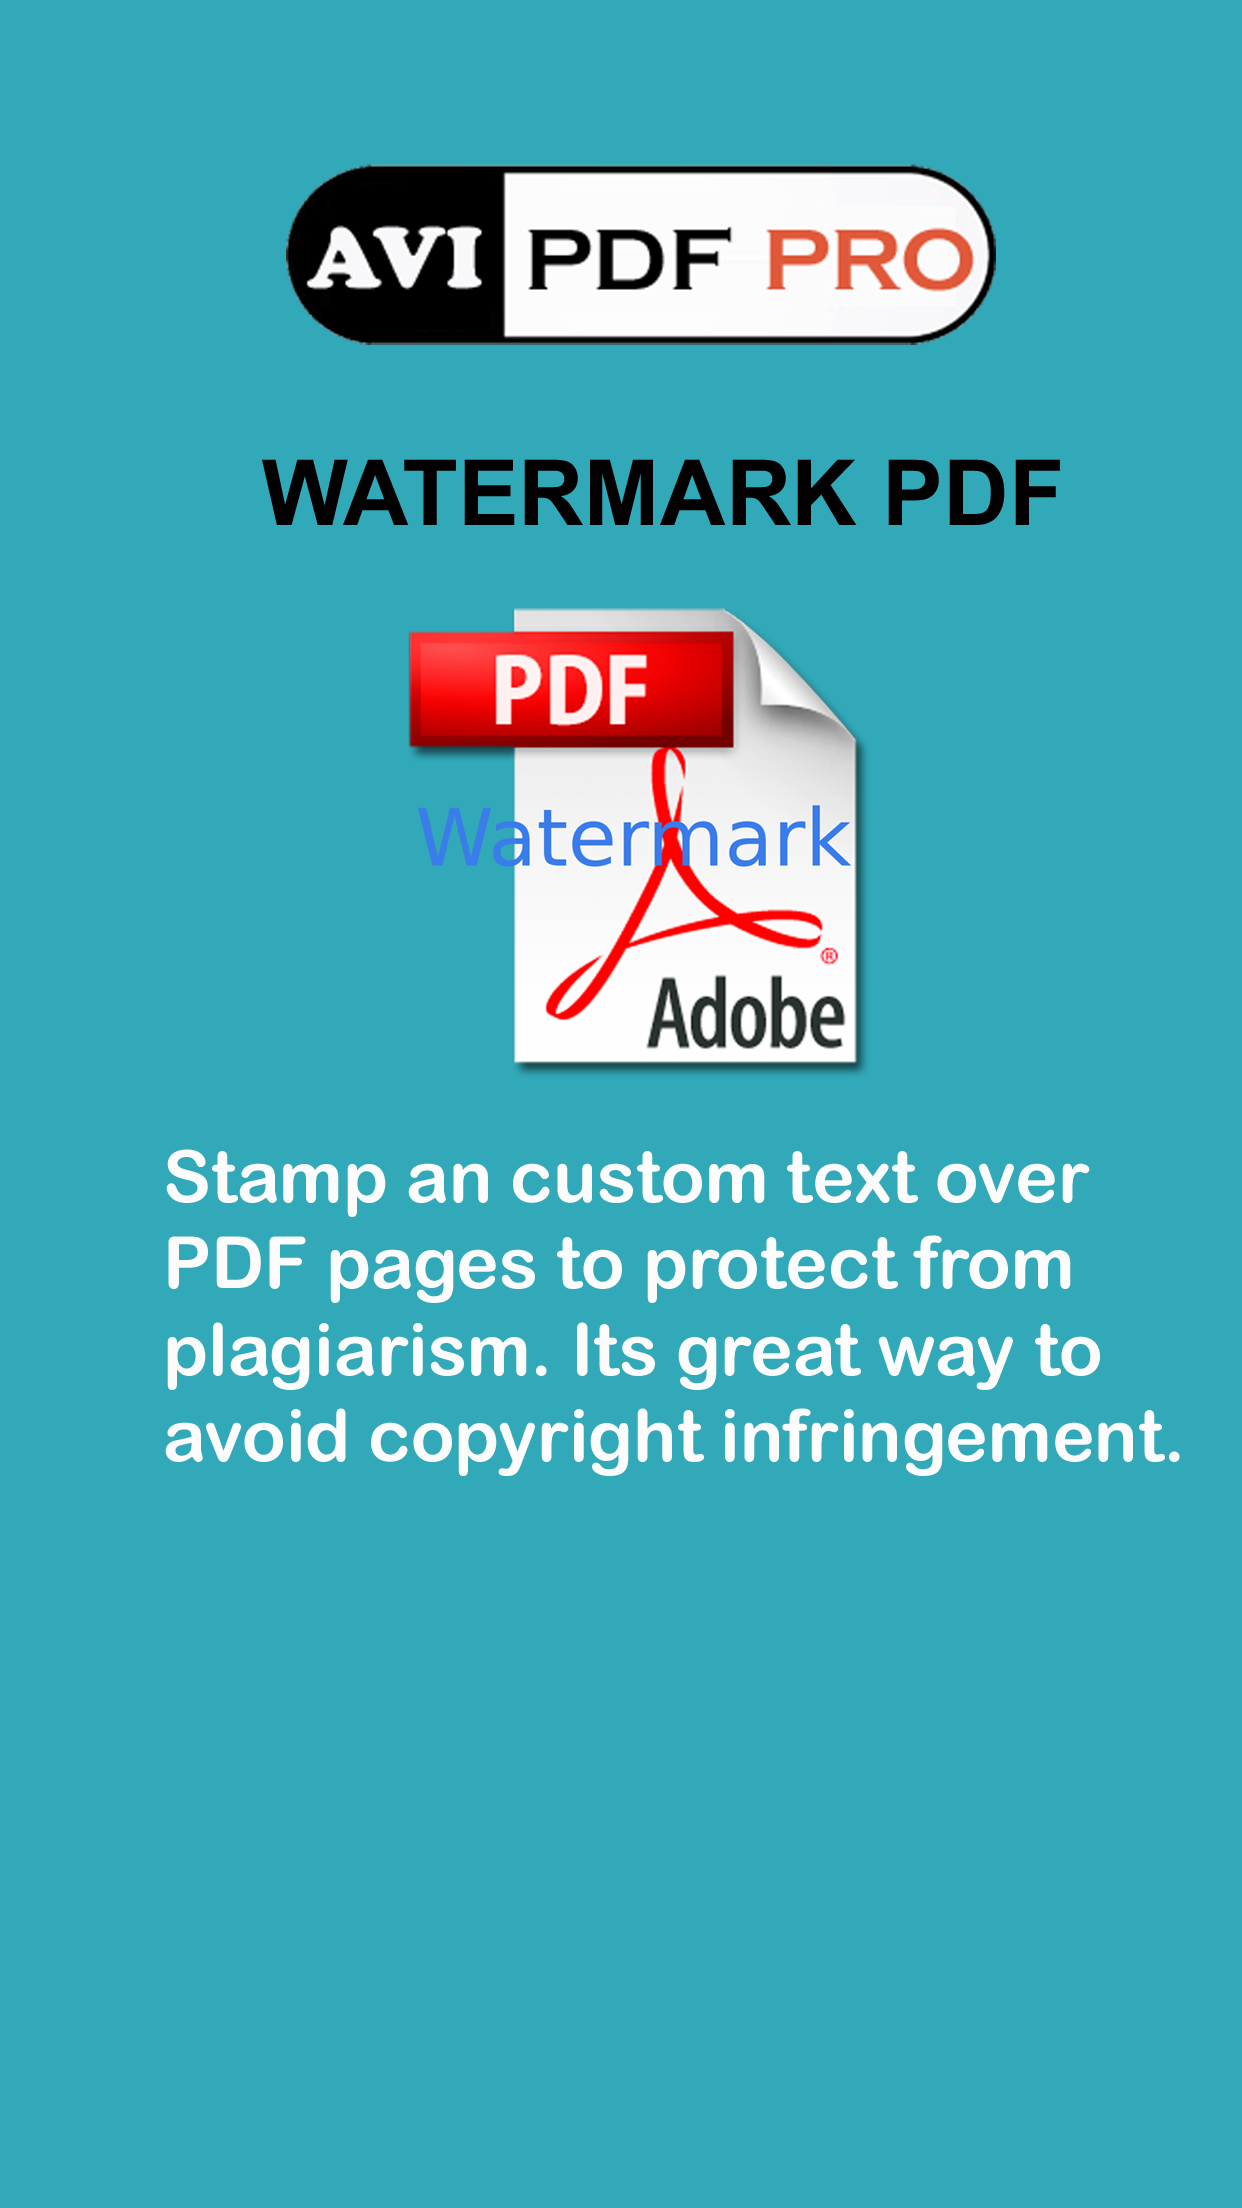 AVI PDF PRO
WATERMARK PDF
PDF
Watermark
®
Adobe
Stamp an custom text over
PDF pages to protect from
plagiarism. Its great way to
avoid copyright infringement.